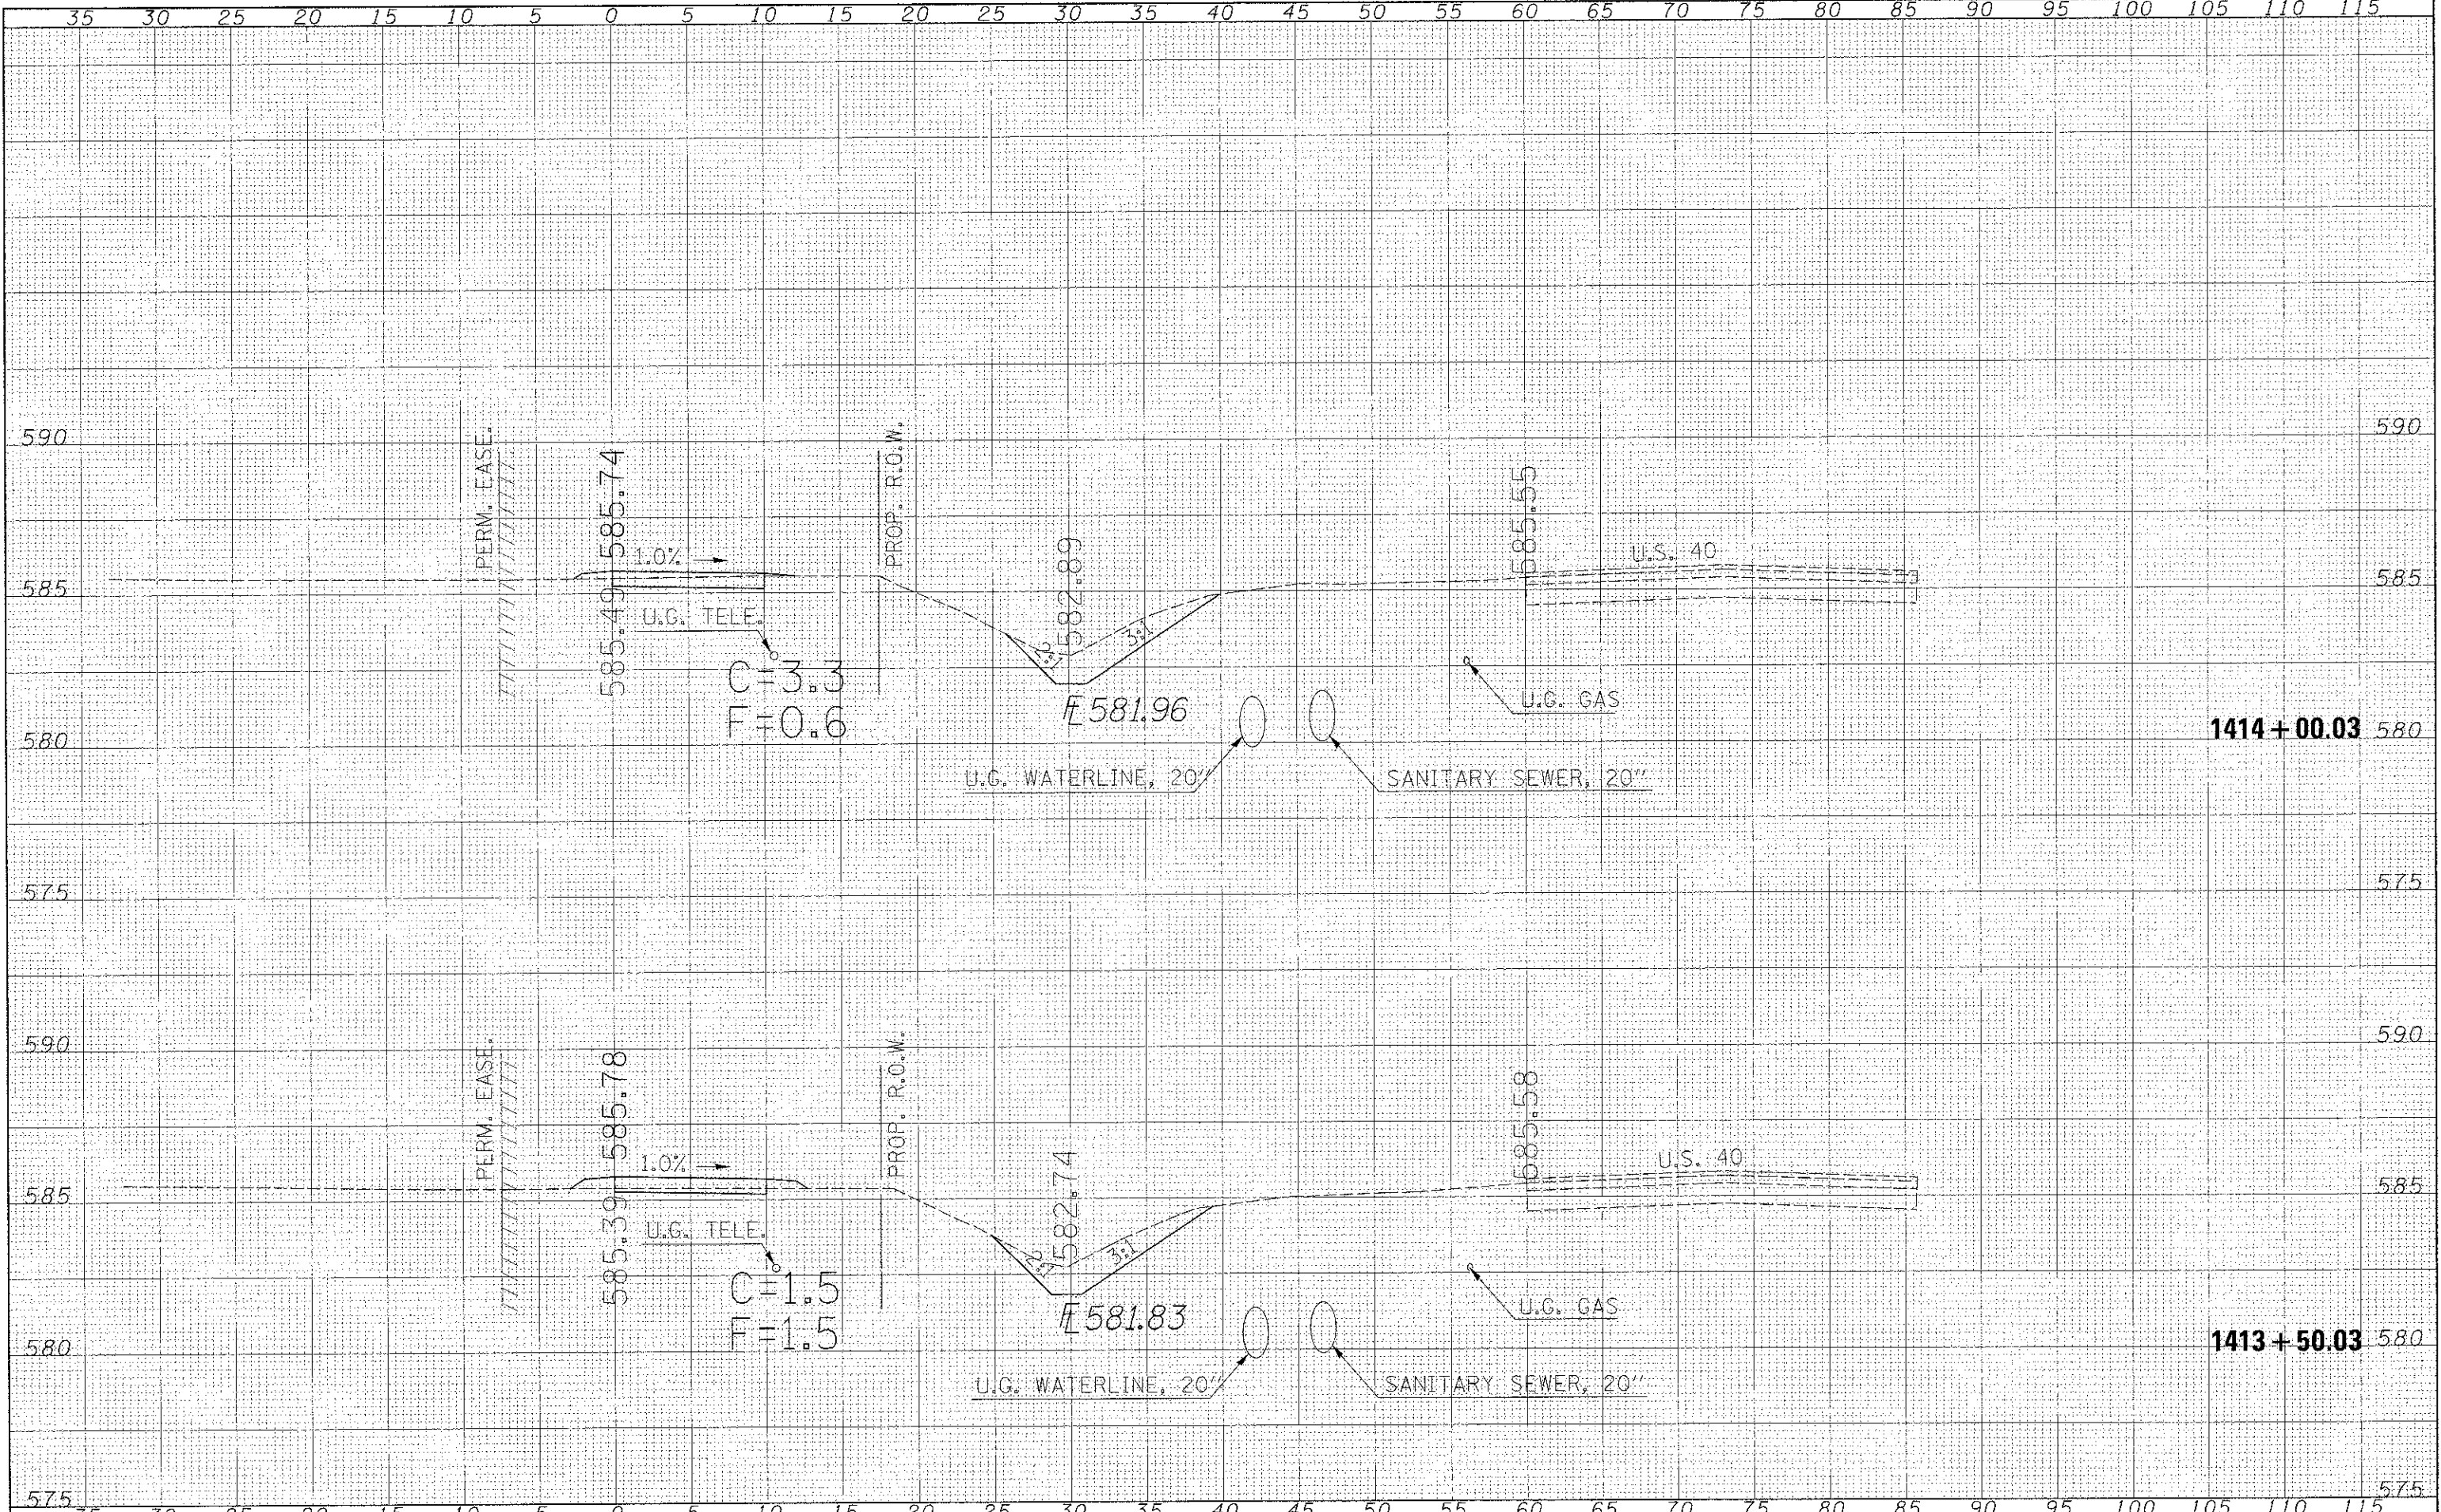 35 30 25 20 15 10 5 0 5 10 15 20 25 30 35 40 45 50 55 60 65 70 75 80 85 90 95 100 105 110 115
590 590
PERM. EASE.
585.74
PROP. R.O.W.
585.55
1.0%
582.89
U.S. 40
585 585
585.49
U.G. TELE.
2:1
3:1
C=3.3
F=0.6
FL 581.96
U.G. GAS
580 1414+00.03 580
U.G. WATERLINE, 20"
SANITARY SEWER, 20"
575 575
590 590
PERM. EASE.
585.78
PROP. R.O.W.
585.58
1.0%
582.74
U.S. 40
585 585
585.39
U.G. TELE.
2:1
3:1
C=1.5
F=1.5
FL 581.83
U.G. GAS
580 1413+50.03 580
U.G. WATERLINE, 20"
SANITARY SEWER, 20"
575 575
35 30 25 20 15 10 5 0 5 10 15 20 25 30 35 40 45 50 55 60 65 70 75 80 85 90 95 100 105 110 115